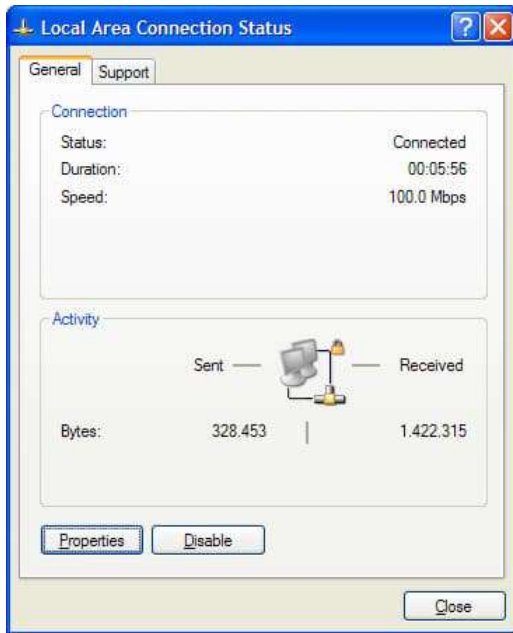 Local Area Connection Status
General Support
Connection
Status: Connected
Duration: 00:05:56
Speed: 100.0 Mbps
Activity
Sent Received
Bytes: 328.453 1.422.315
Properties Disable
Close